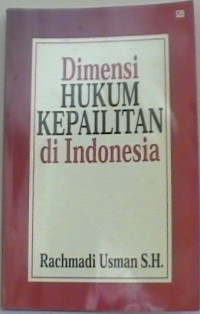 Dimensi
HUKUM
KEPAILITAN
di Indonesia
Rachmadi Usman S.H.